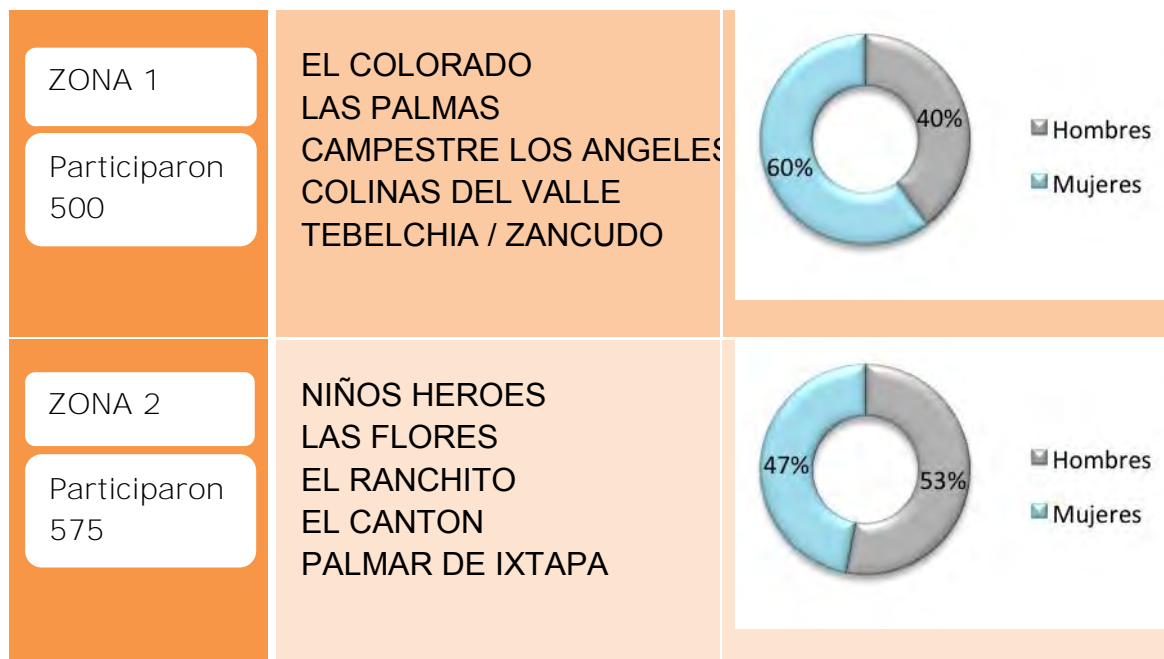 ZONA 1
Participaron
500
EL COLORADO
LAS PALMAS
CAMPESTRE LOS ANGELES
COLINAS DEL VALLE
TEBELCHIA / ZANCUDO
40%
60%
Hombres
Mujeres
ZONA 2
Participaron
575
NIÑOS HEROES
LAS FLORES
EL RANCHITO
EL CANTON
PALMAR DE IXTAPA
47%
53%
Hombres
Mujeres